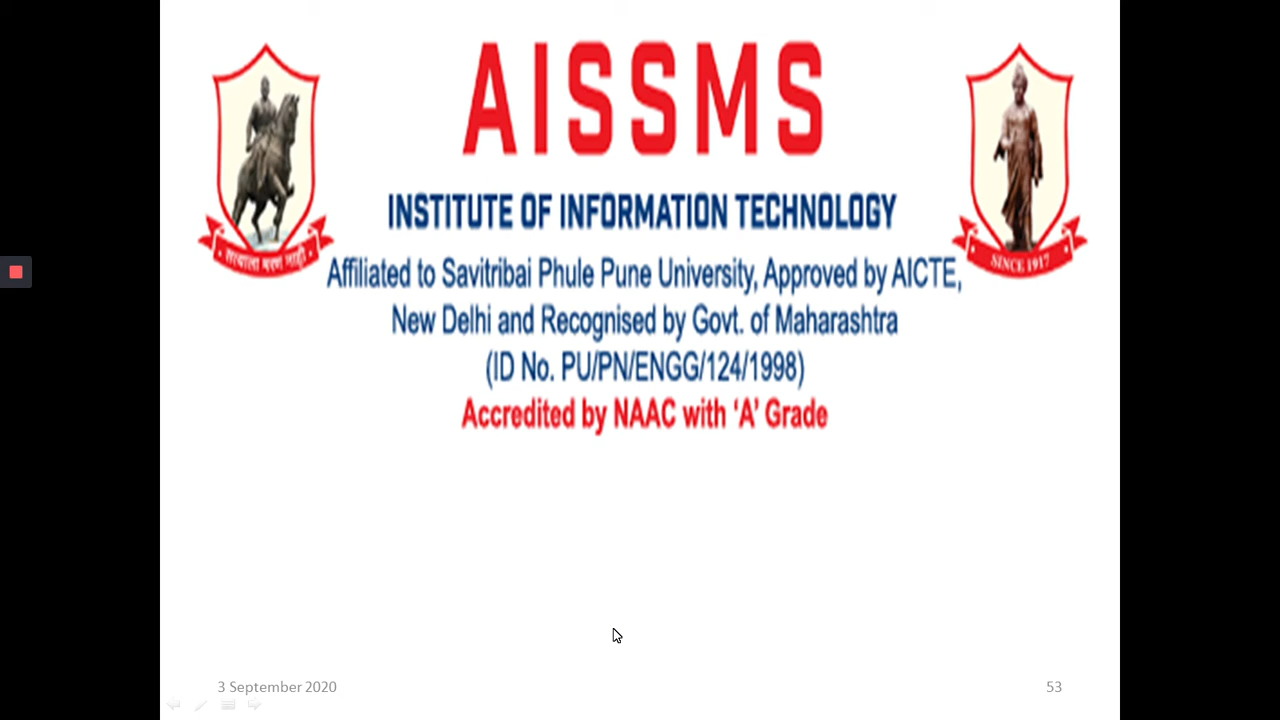 AISSMS
INSTITUTE OF INFORMATION TECHNOLOGY
Affiliated to Savitribai Phule Pune University, Approved by AICTE,
New Delhi and Recognised by Govt. of Maharashtra
(ID No. PU/PN/ENGG/124/1998)
Accredited by NAAC with ‘A’ Grade
सत्याला मरण नाही
SINCE 1917
3 September 2020
53